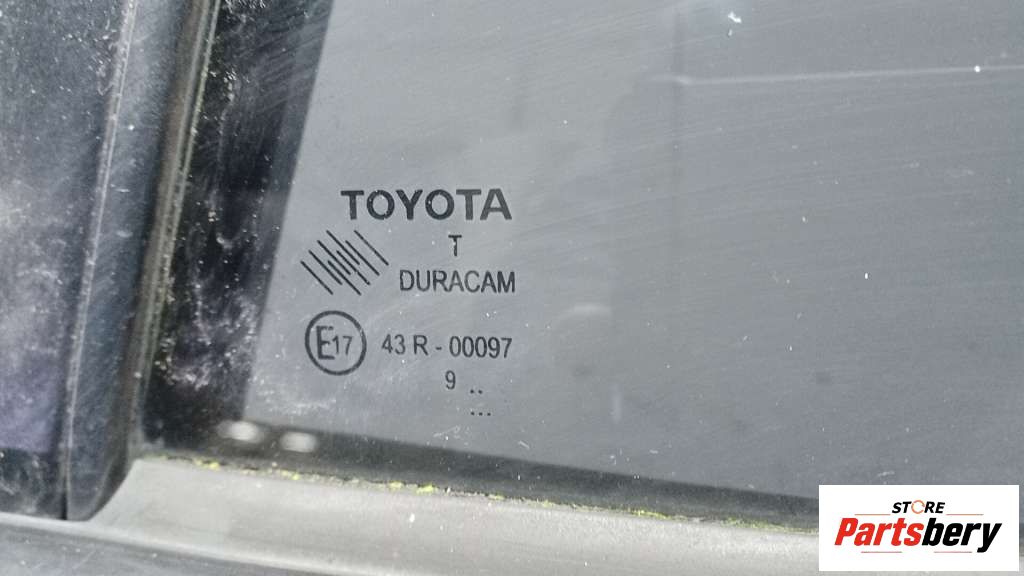 TOYOTA
T
DURACAM
E17 43 R - 00097
9 ..
...
STORE
Partsbery